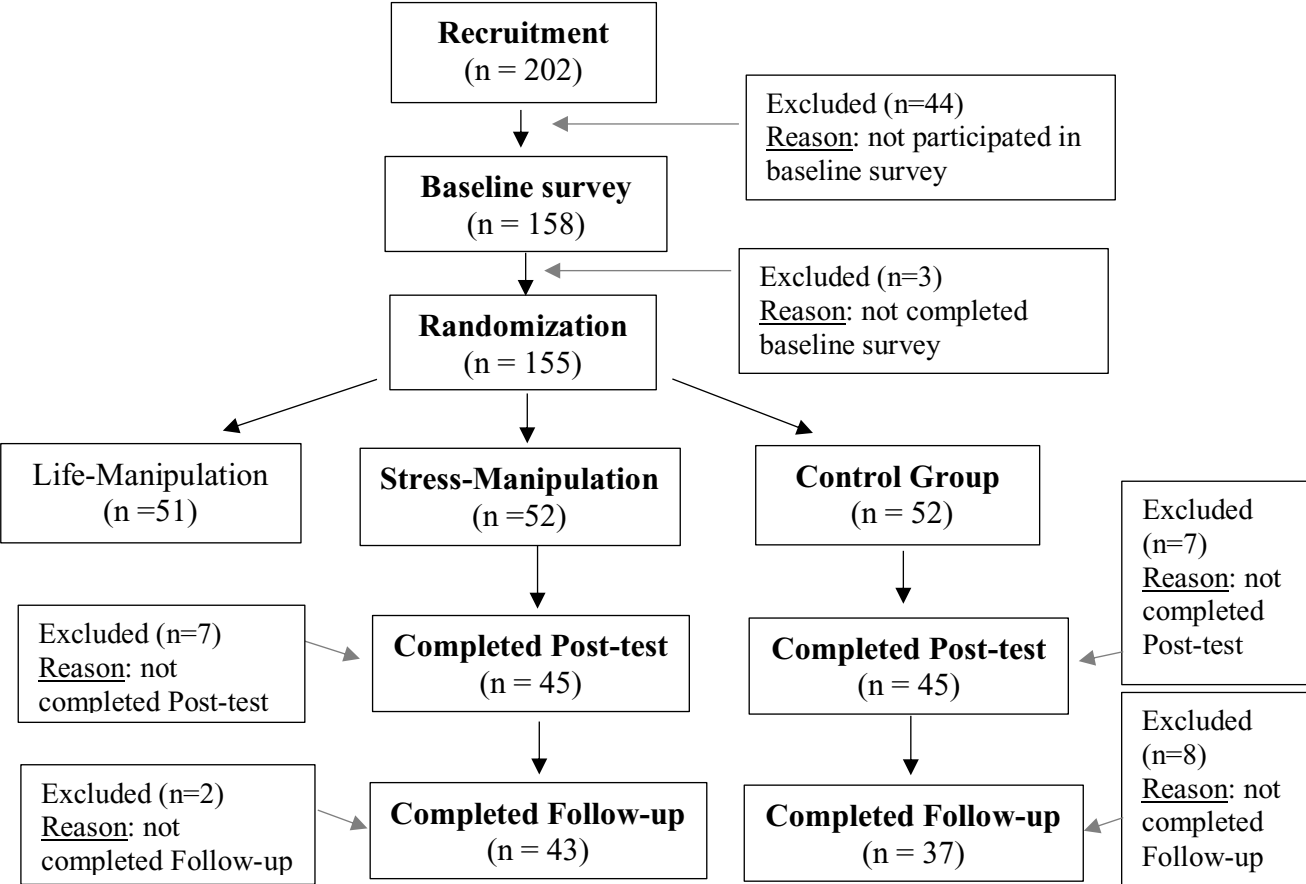 Recruitment
(n = 202)
Excluded (n=44)
Reason: not participated in
baseline survey
Baseline survey
(n = 158)
Excluded (n=3)
Reason: not completed
baseline survey
Randomization
(n = 155)
Life-Manipulation
(n =51)
Stress-Manipulation
(n =52)
Control Group
(n = 52)
Excluded
(n=7)
Reason: not
completed
Post-test
Excluded (n=7)
Reason: not
completed Post-test
Completed Post-test
(n = 45)
Completed Post-test
(n = 45)
Excluded
(n=8)
Reason: not
completed
Follow-up
Excluded (n=2)
Reason: not
completed Follow-up
Completed Follow-up
(n = 43)
Completed Follow-up
(n = 37)